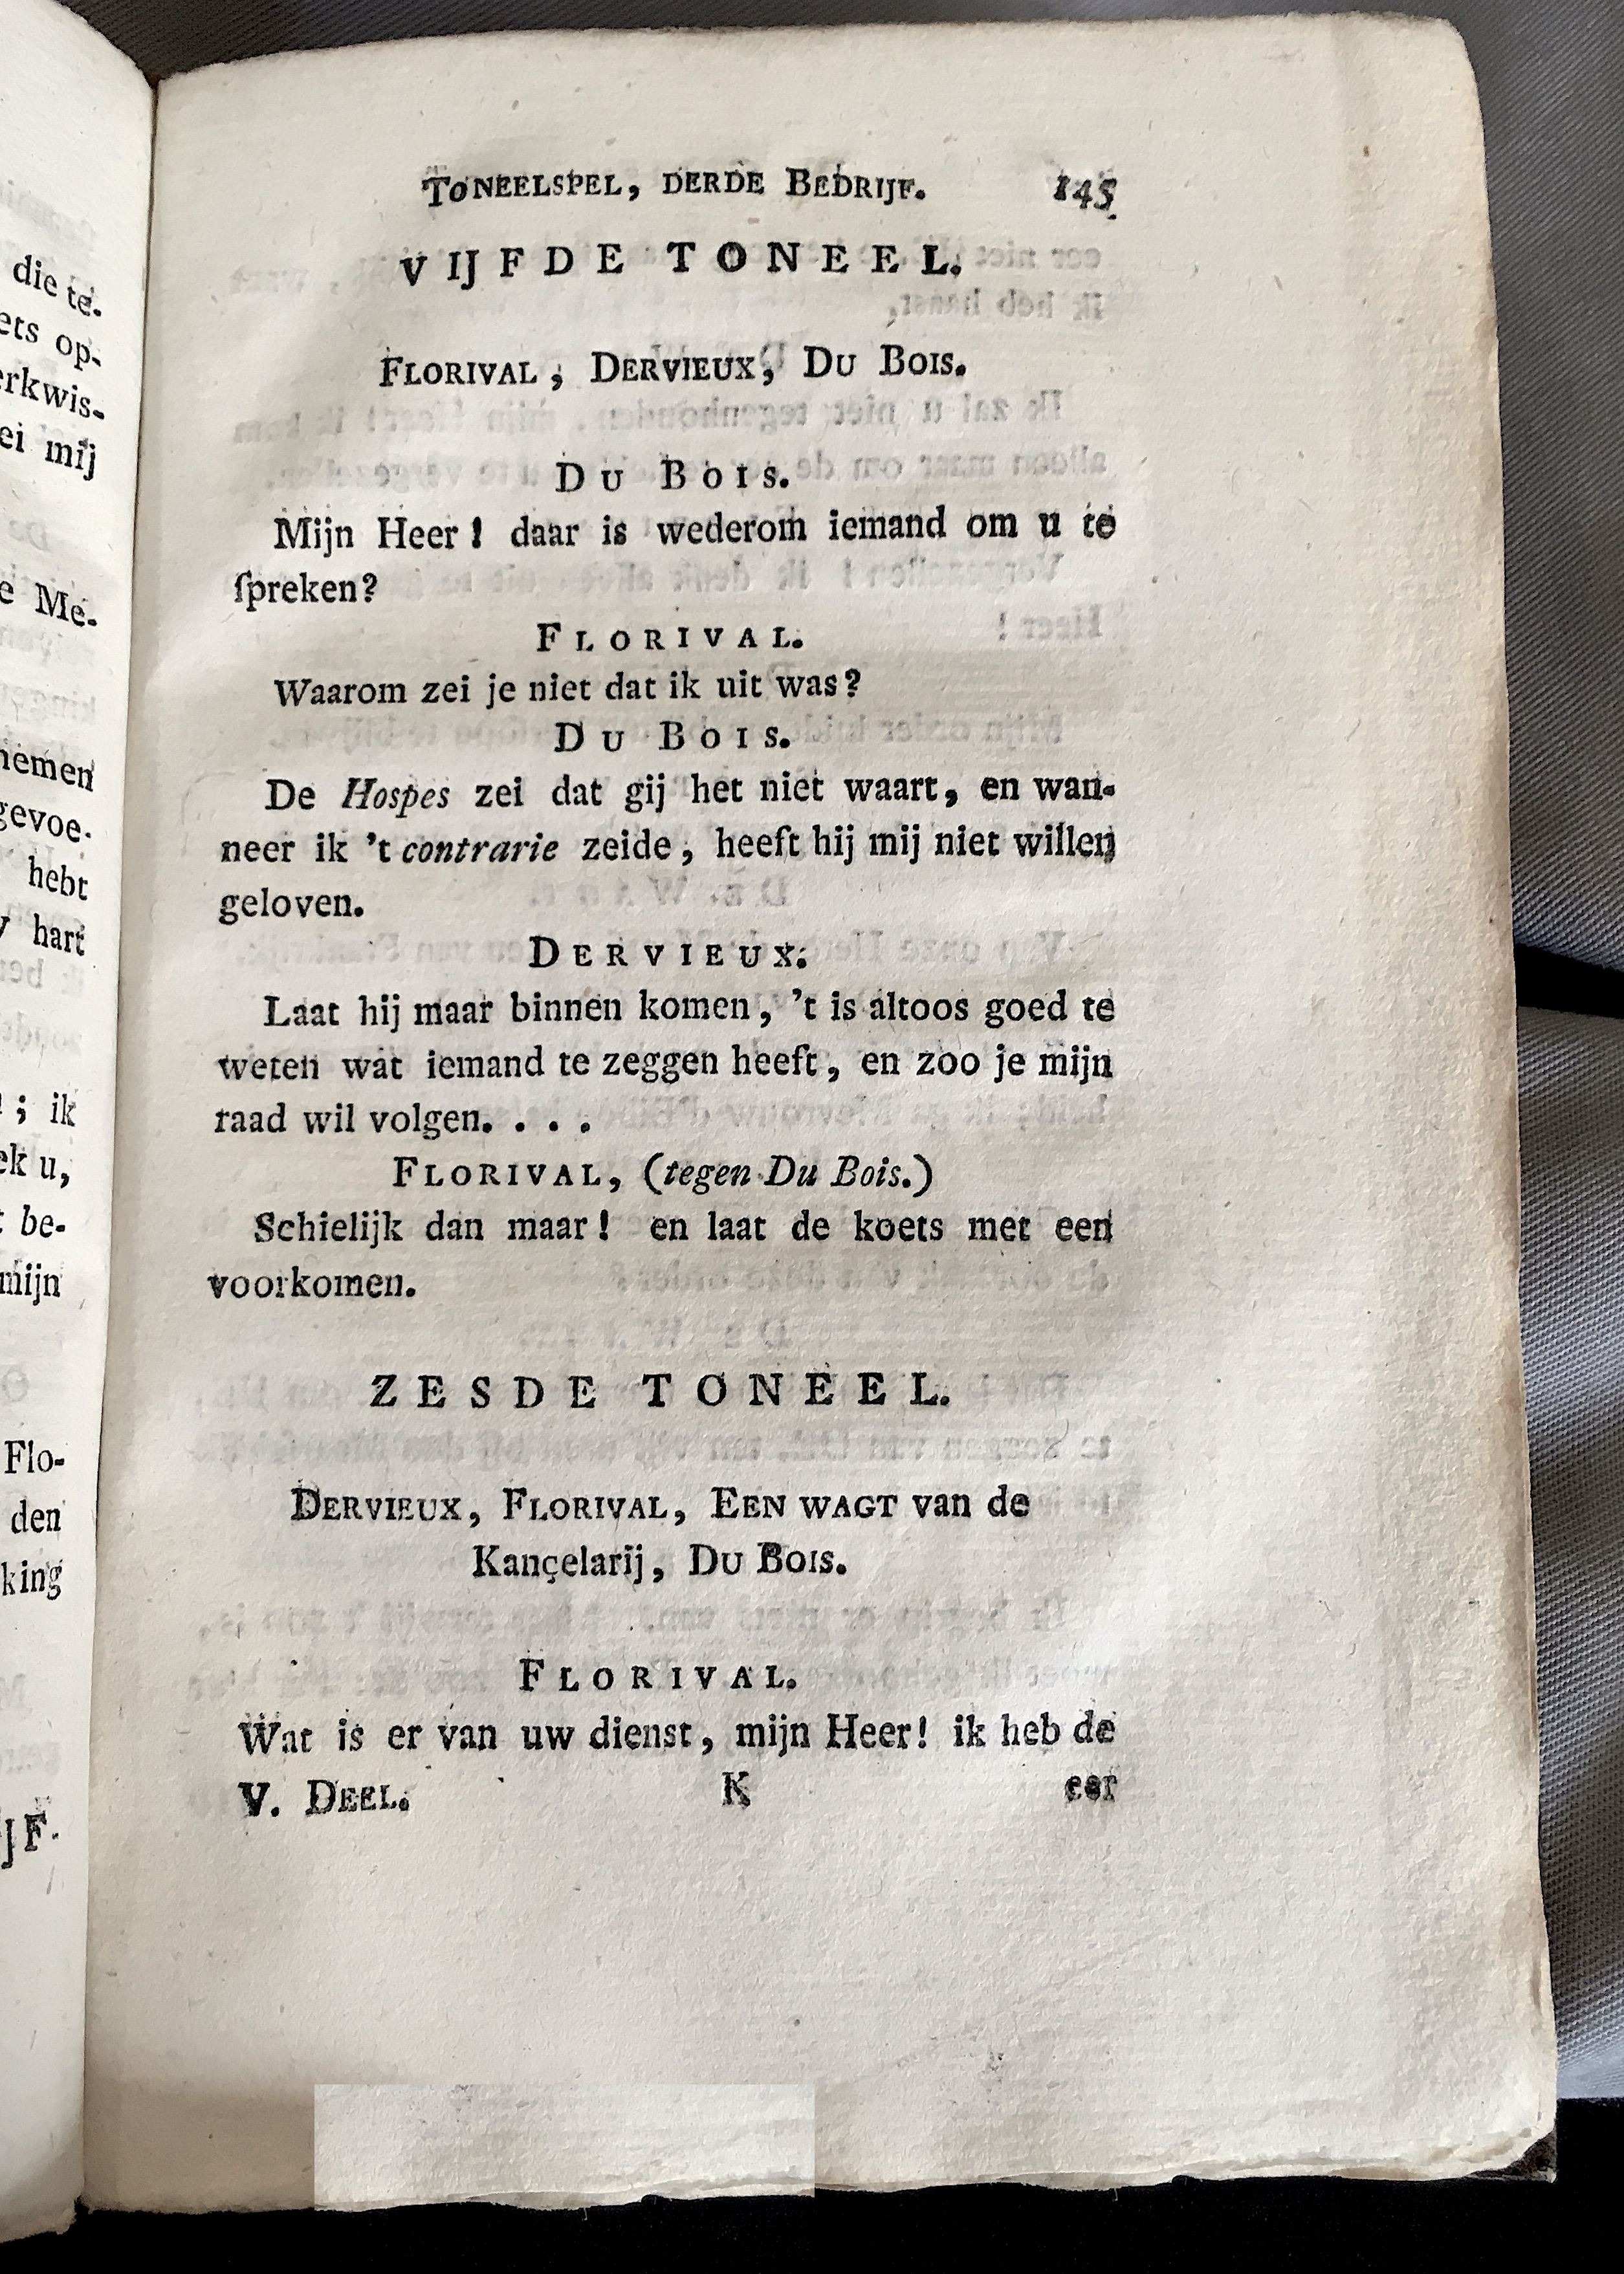 die te.
ets op-
erkwis-
ei mij
e Me-
nemen
gevoe-
hebt
hart
; ik
ek u,
be-
mijn
Flo-
den
king
JF.
TONEELSPEL, DERDE BEDRIJF. 145
VIJFDE TONEEL.
FLORIVAL, DERVIEUX, DU BOIS.
DU BOIS.
Mijn Heer! daar is wederom iemand om u te
ſpreken?
FLORIVAL.
Waarom zei je niet dat ik uit was?
DU BOIS.
De Hospes zei dat gij het niet waart, en wan-
neer ik 't contrarie zeide, heeft hij mij niet willen
geloven.
DERVIEUX.
Laat hij maar binnen komen, 't is altoos goed te
weten wat iemand te zeggen heeft, en zoo je mijn
raad wil volgen. . . .
FLORIVAL, (tegen Du Bois.)
Schielijk dan maar! en laat de koets met een
voorkomen.
ZESDE TONEEL.
DERVIEUX, FLORIVAL, EEN WAGT van de
Kançelarij, DU BOIS.
FLORIVAL.
Wat is er van uw dienst, mijn Heer! ik heb de
V. DEEL. K eer